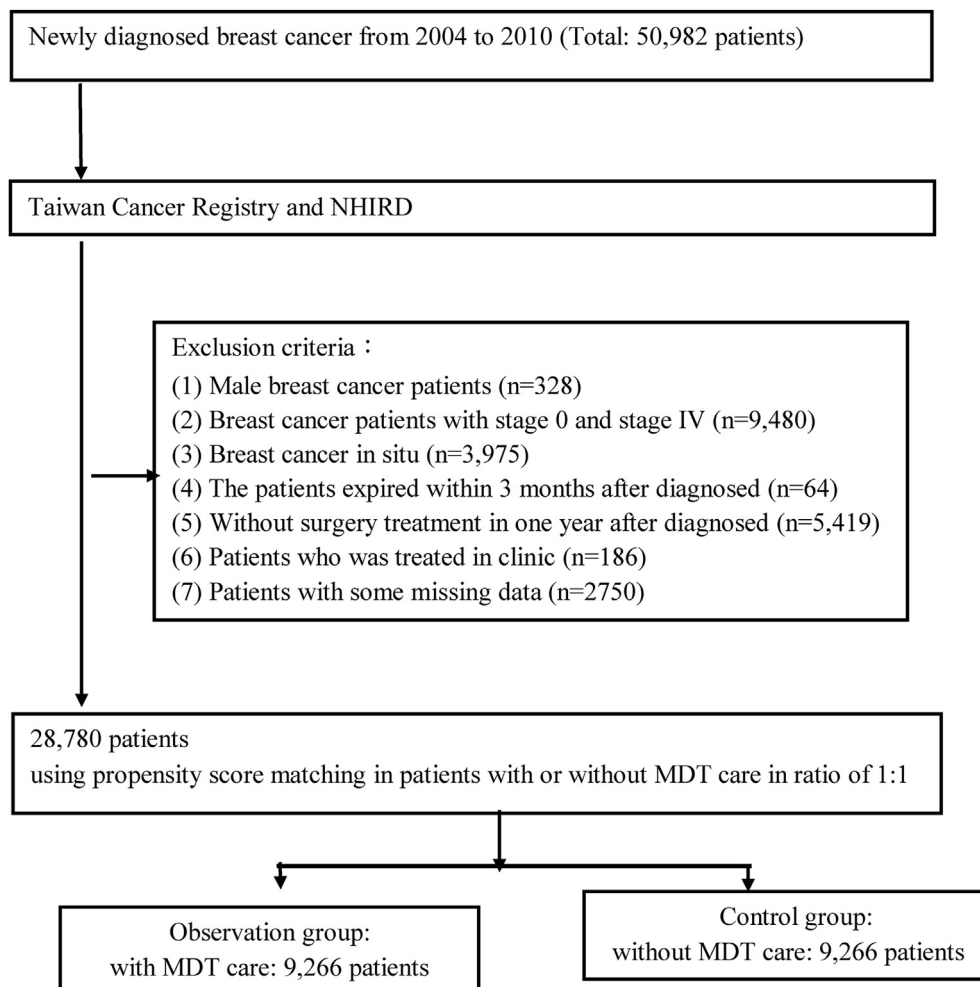 Newly diagnosed breast cancer from 2004 to 2010 (Total: 50,982 patients)
Taiwan Cancer Registry and NHIRD
Exclusion criteria：
(1) Male breast cancer patients (n=328)
(2) Breast cancer patients with stage 0 and stage IV (n=9,480)
(3) Breast cancer in situ (n=3,975)
(4) The patients expired within 3 months after diagnosed (n=64)
(5) Without surgery treatment in one year after diagnosed (n=5,419)
(6) Patients who was treated in clinic (n=186)
(7) Patients with some missing data (n=2750)
28,780 patients
using propensity score matching in patients with or without MDT care in ratio of 1:1
Observation group:
with MDT care: 9,266 patients
Control group:
without MDT care: 9,266 patients